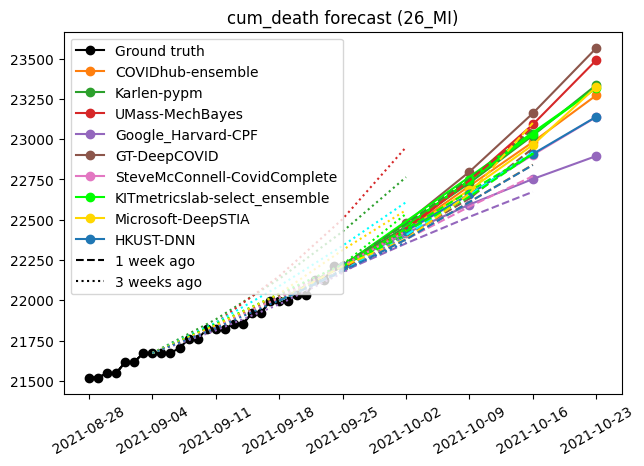 cum_death forecast (26_MI)
23500
23250
23000
22750
22500
22250
22000
21750
21500
Ground truth
COVIDhub-ensemble
Karlen-pypm
UMass-MechBayes
Google_Harvard-CPF
GT-DeepCOVID
SteveMcConnell-CovidComplete
KITmetricslab-select_ensemble
Microsoft-DeepSTIA
HKUST-DNN
1 week ago
3 weeks ago
2021-08-28
2021-09-04
2021-09-11
2021-09-18
2021-09-25
2021-10-02
2021-10-09
2021-10-16
2021-10-23